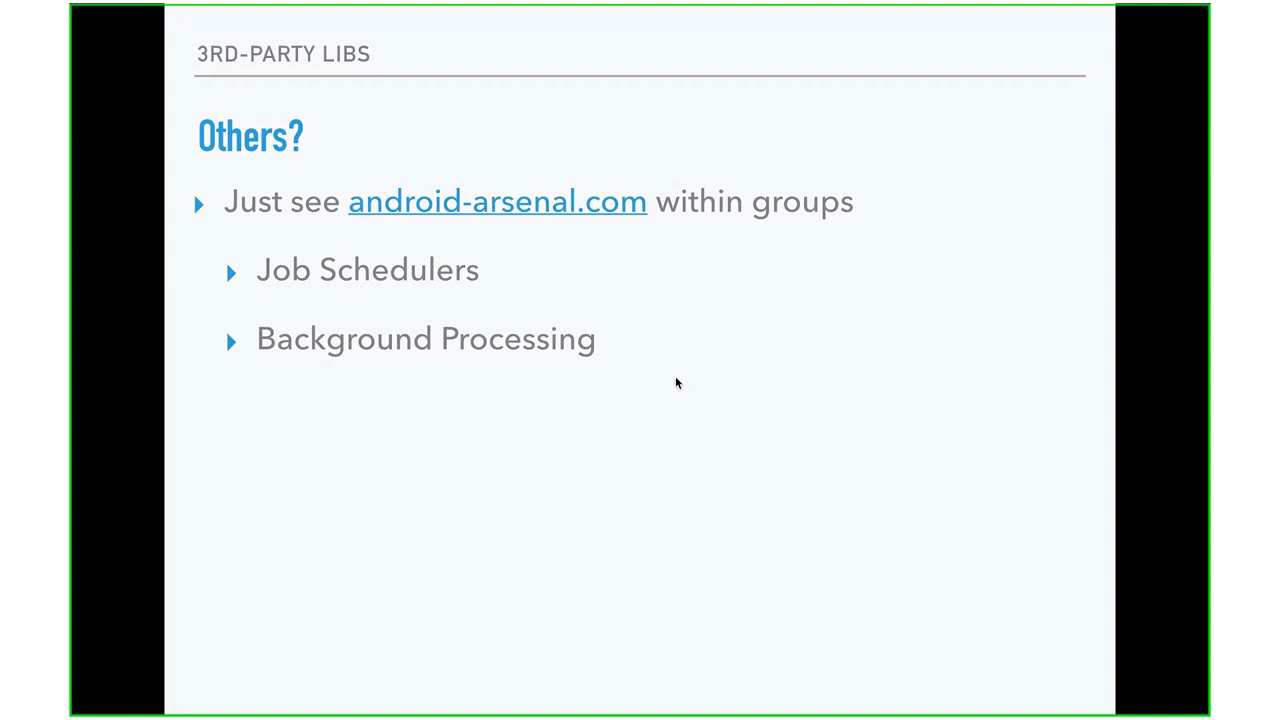 3RD-PARTY LIBS
Others?
Just see android-arsenal.com within groups
Job Schedulers
Background Processing